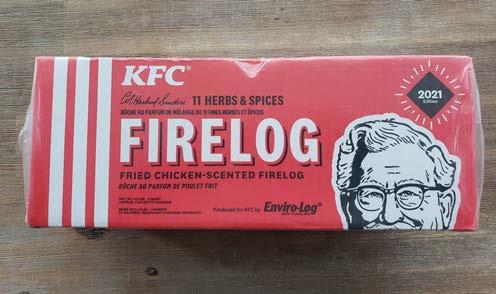 KFC
Col. Harland Sanders 11 HERBS & SPICES
BÛCHE AU PARFUM DE MÉLANGE DE 11 FINES HERBES ET ÉPICES
FIRELOG
FRIED CHICKEN-SCENTED FIRELOG
BÛCHE AU PARFUM DE POULET FRIT
Produced for KFC by Enviro-Log®
2021
Edition